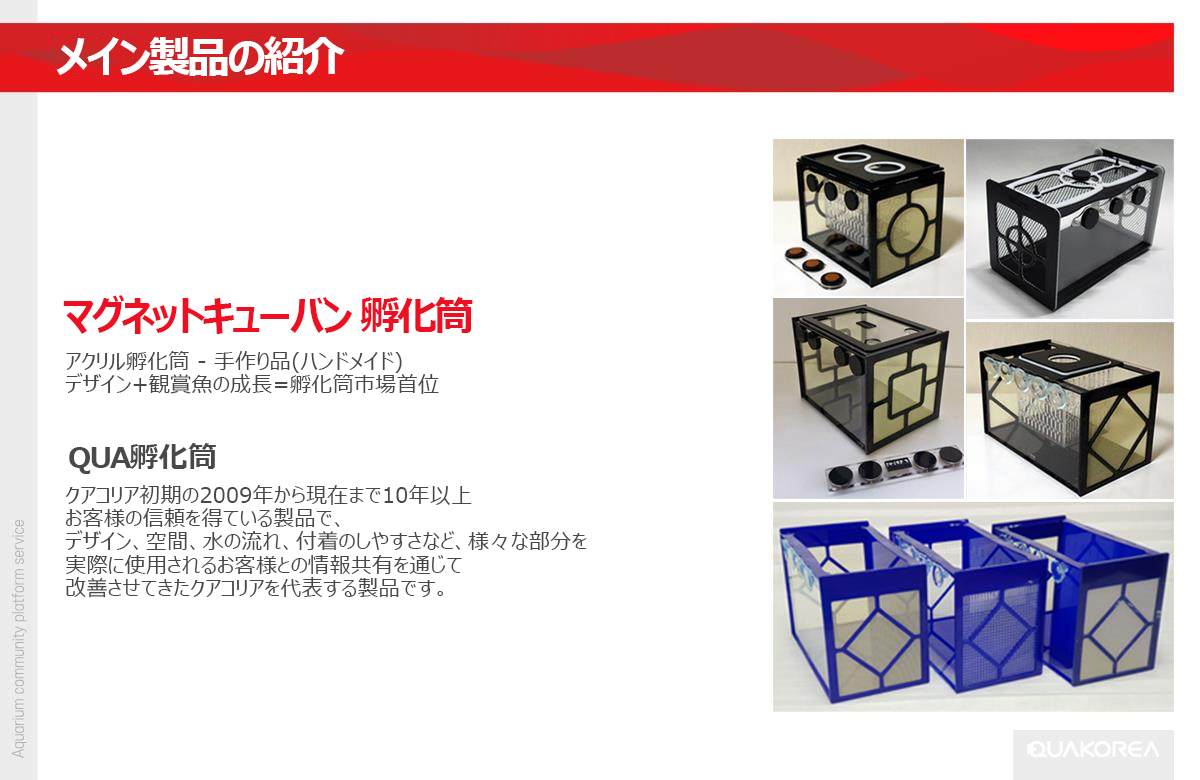 メイン製品の紹介
マグネットキューバン 孵化筒
アクリル孵化筒 - 手作り品(ハンドメイド)
デザイン+観賞魚の成長=孵化筒市場首位
QUA孵化筒
クアコリア初期の2009年から現在まで10年以上
お客様の信頼を得ている製品で、
デザイン、空間、水の流れ、付着のしやすさなど、様々な部分を
実際に使用されるお客様との情報共有を通じて
改善させてきたクアコリアを代表する製品です。
Aquarium community platform service
QUAKOREA